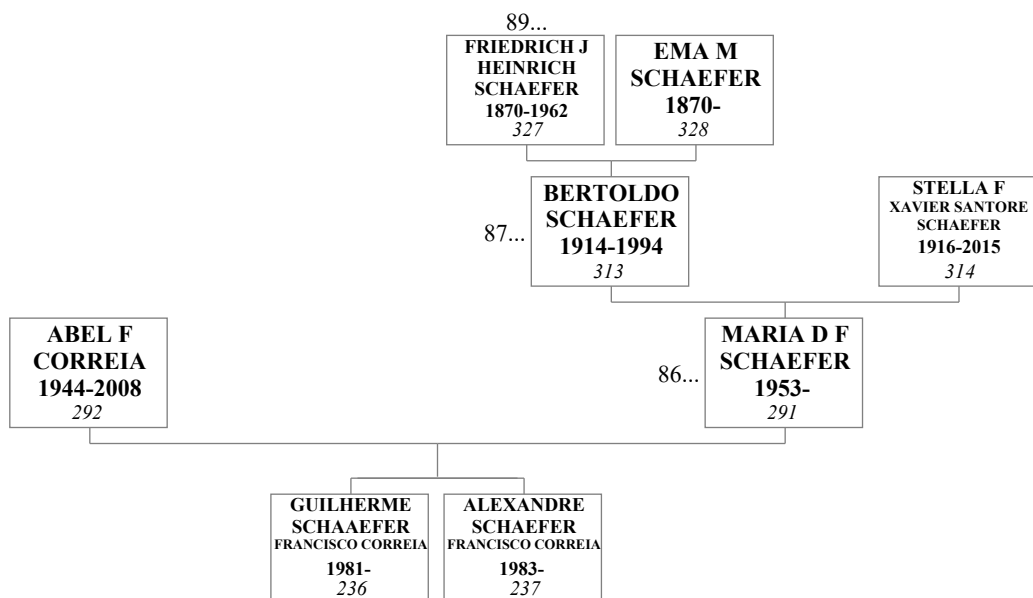 89...
FRIEDRICH J
HEINRICH
SCHAEFER
1870-1962
327
EMA M
SCHAEFER
1870-
328
87...
BERTOLDO
SCHAEFER
1914-1994
313
STELLA F
XAVIER SANTORE
SCHAEFER
1916-2015
314
ABEL F
CORREIA
1944-2008
292
86...
MARIA D F
SCHAEFER
1953-
291
GUILHERME
SCHAAEFER
FRANCISCO CORREIA
1981-
236
ALEXANDRE
SCHAEFER
FRANCISCO CORREIA
1983-
237